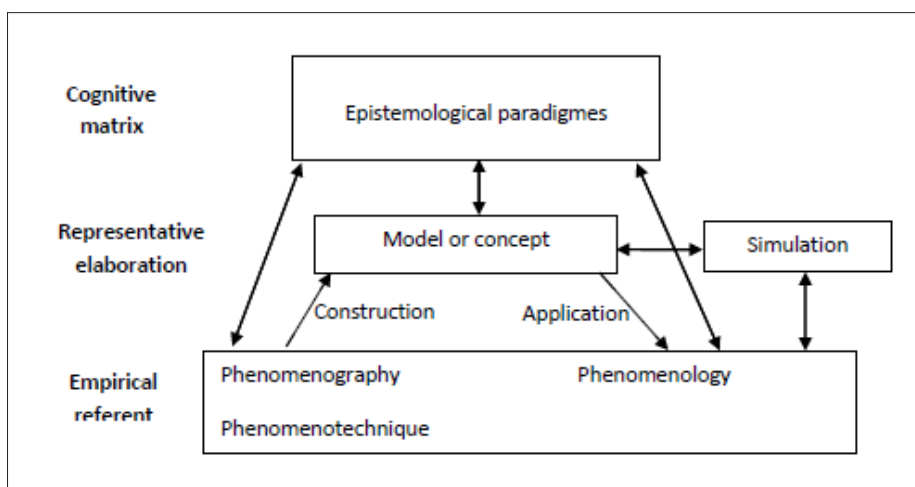 Cognitive
matrix
Epistemological paradigmes
Representative
elaboration
Model or concept
Simulation
Construction
Application
Empirical
referent
Phenomenography
Phenomenology
Phenomenotechnique